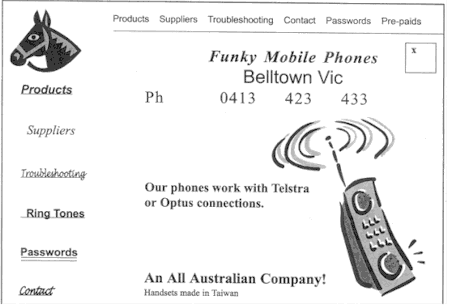 Products Suppliers Troubleshooting Contact Passwords Pre-paids
x
Funky Mobile Phones
Belltown Vic
Ph 0413 423 433
Products
Suppliers
Troubleshooting
Our phones work with Telstra
or Optus connections.
Ring Tones
Passwords
An All Australian Company!
Contact
Handsets made in Taiwan